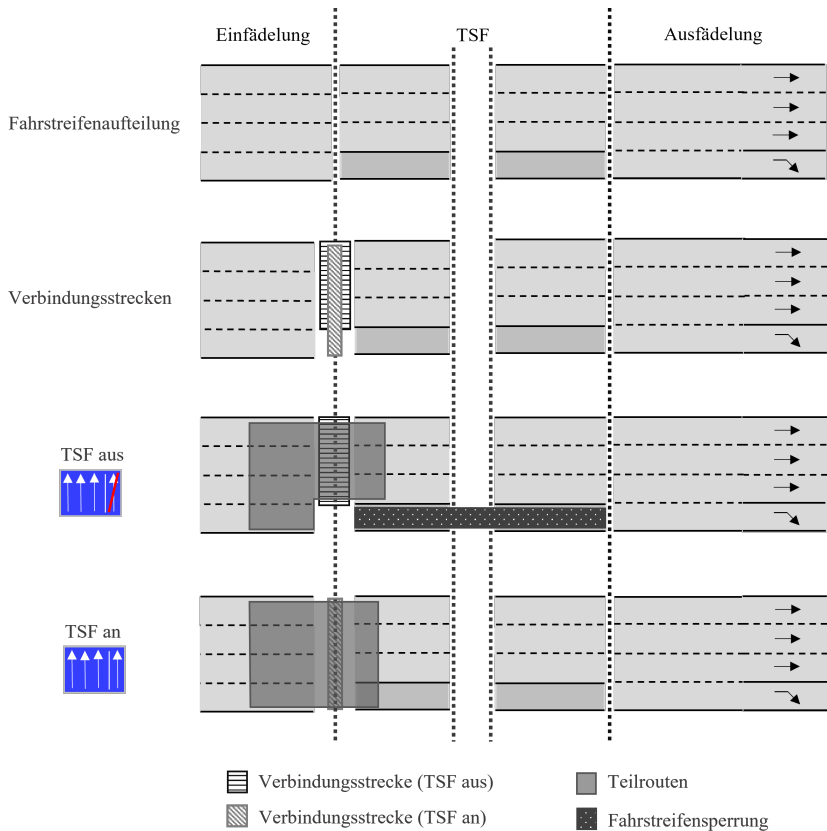 Einfädelung TSF Ausfädelung
Fahrstreifenaufteilung
Verbindungsstrecken
TSF aus
TSF an
Verbindungsstrecke (TSF aus) Teilrouten
Verbindungsstrecke (TSF an) Fahrstreifensperrung